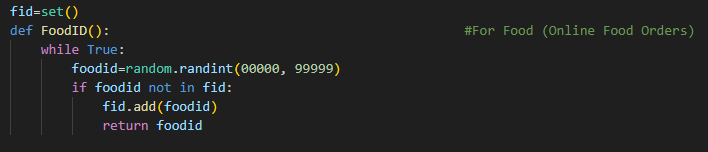 fid=set()
def FoodID():                                             #For Food (Online Food Orders)
    while True:
        foodid=random.randint(00000, 99999)
        if foodid not in fid:
            fid.add(foodid)
            return foodid